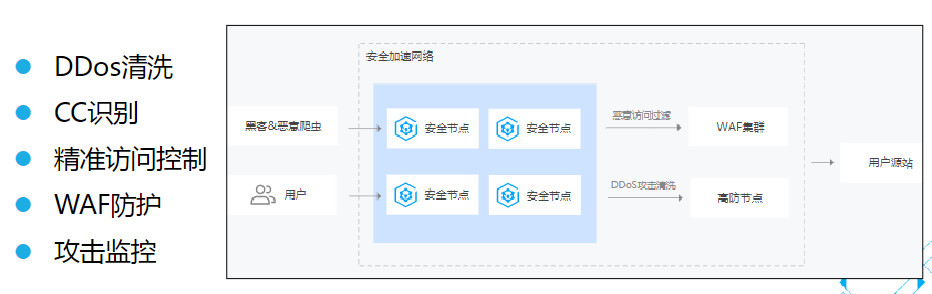 DDos清洗
CC识别
精准访问控制
WAF防护
攻击监控
安全加速网络
黑客&恶意爬虫
用户
安全节点
安全节点
安全节点
安全节点
恶意访问过滤
WAF集群
DDoS攻击清洗
高防节点
用户源站